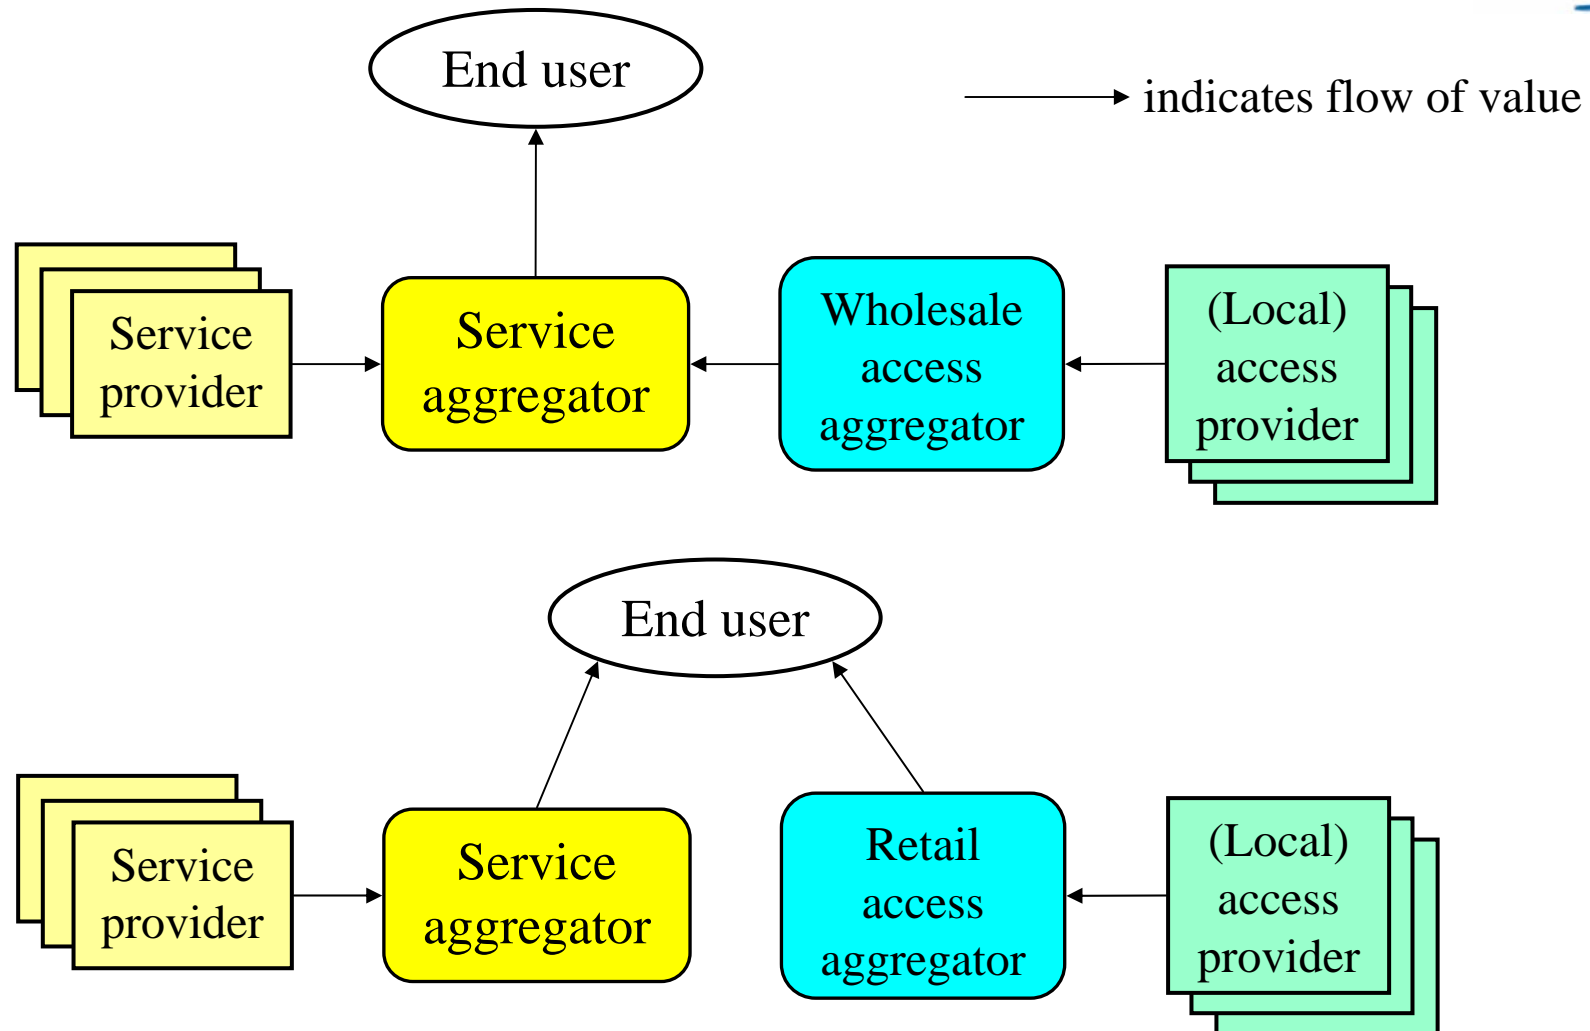 End user
indicates flow of value
Service
provider
Service
aggregator
Wholesale
access
aggregator
(Local)
access
provider
End user
Service
provider
Service
aggregator
Retail
access
aggregator
(Local)
access
provider